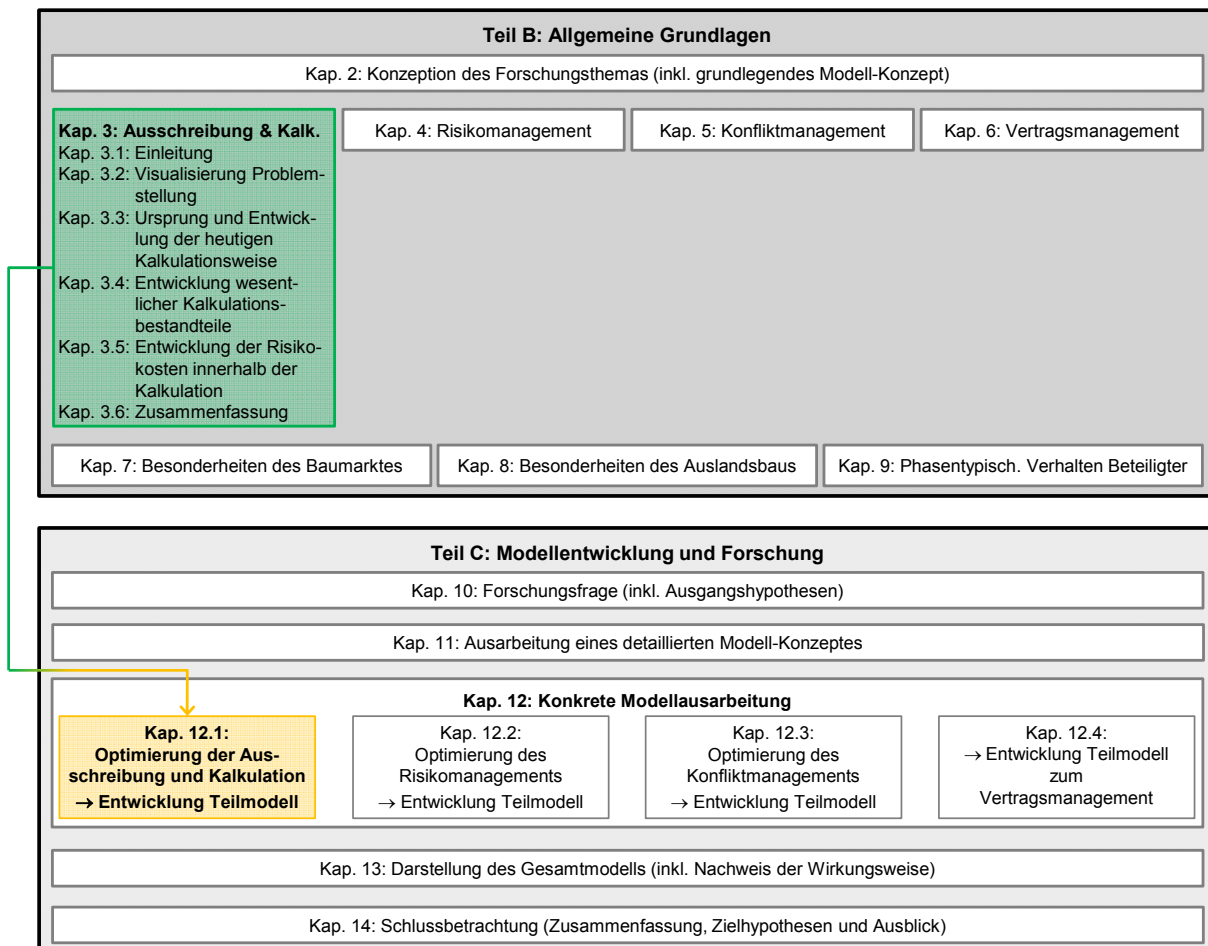 Teil B: Allgemeine Grundlagen
Kap. 2: Konzeption des Forschungsthemas (inkl. grundlegendes Modell-Konzept)
Kap. 3: Ausschreibung & Kalk.
Kap. 3.1: Einleitung
Kap. 3.2: Visualisierung Problem-
stellung
Kap. 3.3: Ursprung und Entwick-
lung der heutigen
Kalkulationsweise
Kap. 3.4: Entwicklung wesent-
licher Kalkulations-
bestandteile
Kap. 3.5: Entwicklung der Risiko-
kosten innerhalb der
Kalkulation
Kap. 3.6: Zusammenfassung
Kap. 4: Risikomanagement
Kap. 5: Konfliktmanagement
Kap. 6: Vertragsmanagement
Kap. 7: Besonderheiten des Baumarktes
Kap. 8: Besonderheiten des Auslandsbaus
Kap. 9: Phasentypisch. Verhalten Beteiligter
Teil C: Modellentwicklung und Forschung
Kap. 10: Forschungsfrage (inkl. Ausgangshypothesen)
Kap. 11: Ausarbeitung eines detaillierten Modell-Konzeptes
Kap. 12: Konkrete Modellausarbeitung
Kap. 12.1:
Optimierung der Aus-
schreibung und Kalkulation
→ Entwicklung Teilmodell
Kap. 12.2:
Optimierung des
Risikomanagements
→ Entwicklung Teilmodell
Kap. 12.3:
Optimierung des
Konfliktmanagements
→ Entwicklung Teilmodell
Kap. 12.4:
→ Entwicklung Teilmodell
zum
Vertragsmanagement
Kap. 13: Darstellung des Gesamtmodells (inkl. Nachweis der Wirkungsweise)
Kap. 14: Schlussbetrachtung (Zusammenfassung, Zielhypothesen und Ausblick)